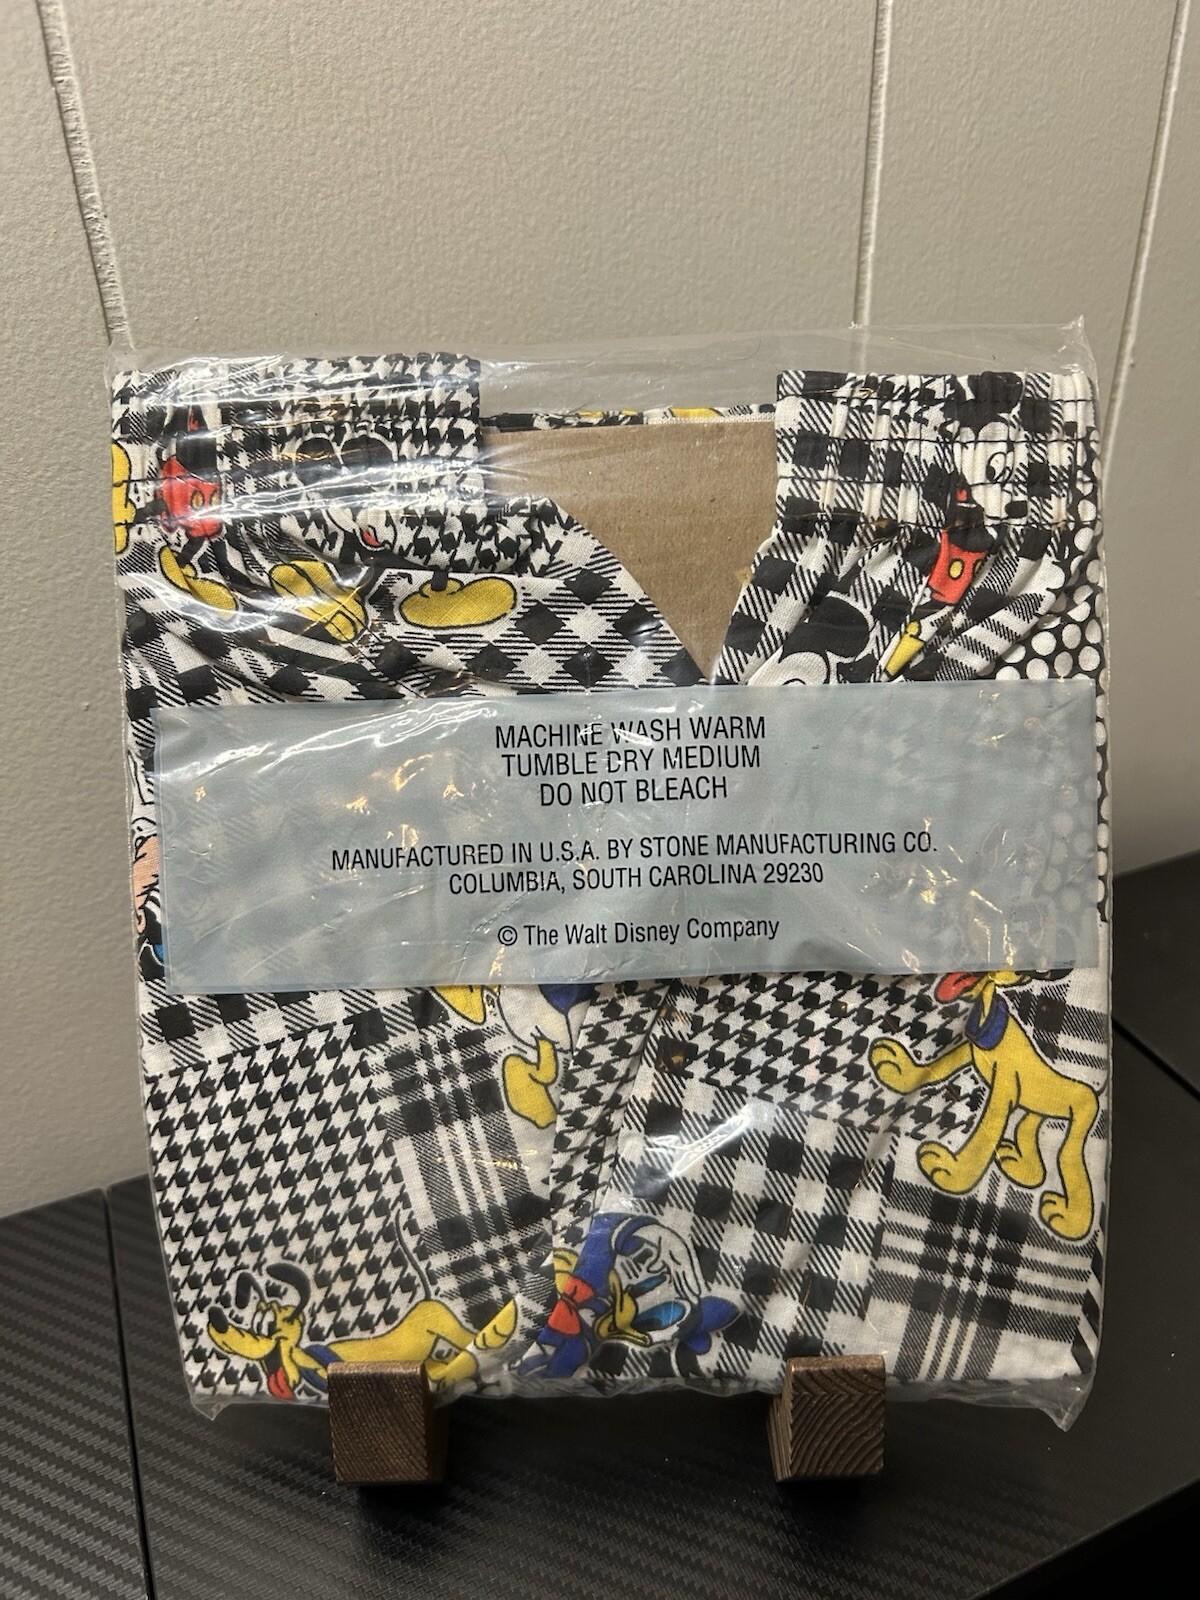 MACHINE WASH WARM
TUMBLE DRY MEDIUM
DO NOT BLEACH
MANUFACTURED IN U.S.A. BY STONE MANUFACTURING CO.
COLUMBIA, SOUTH CAROLINA 29230
© The Walt Disney Company